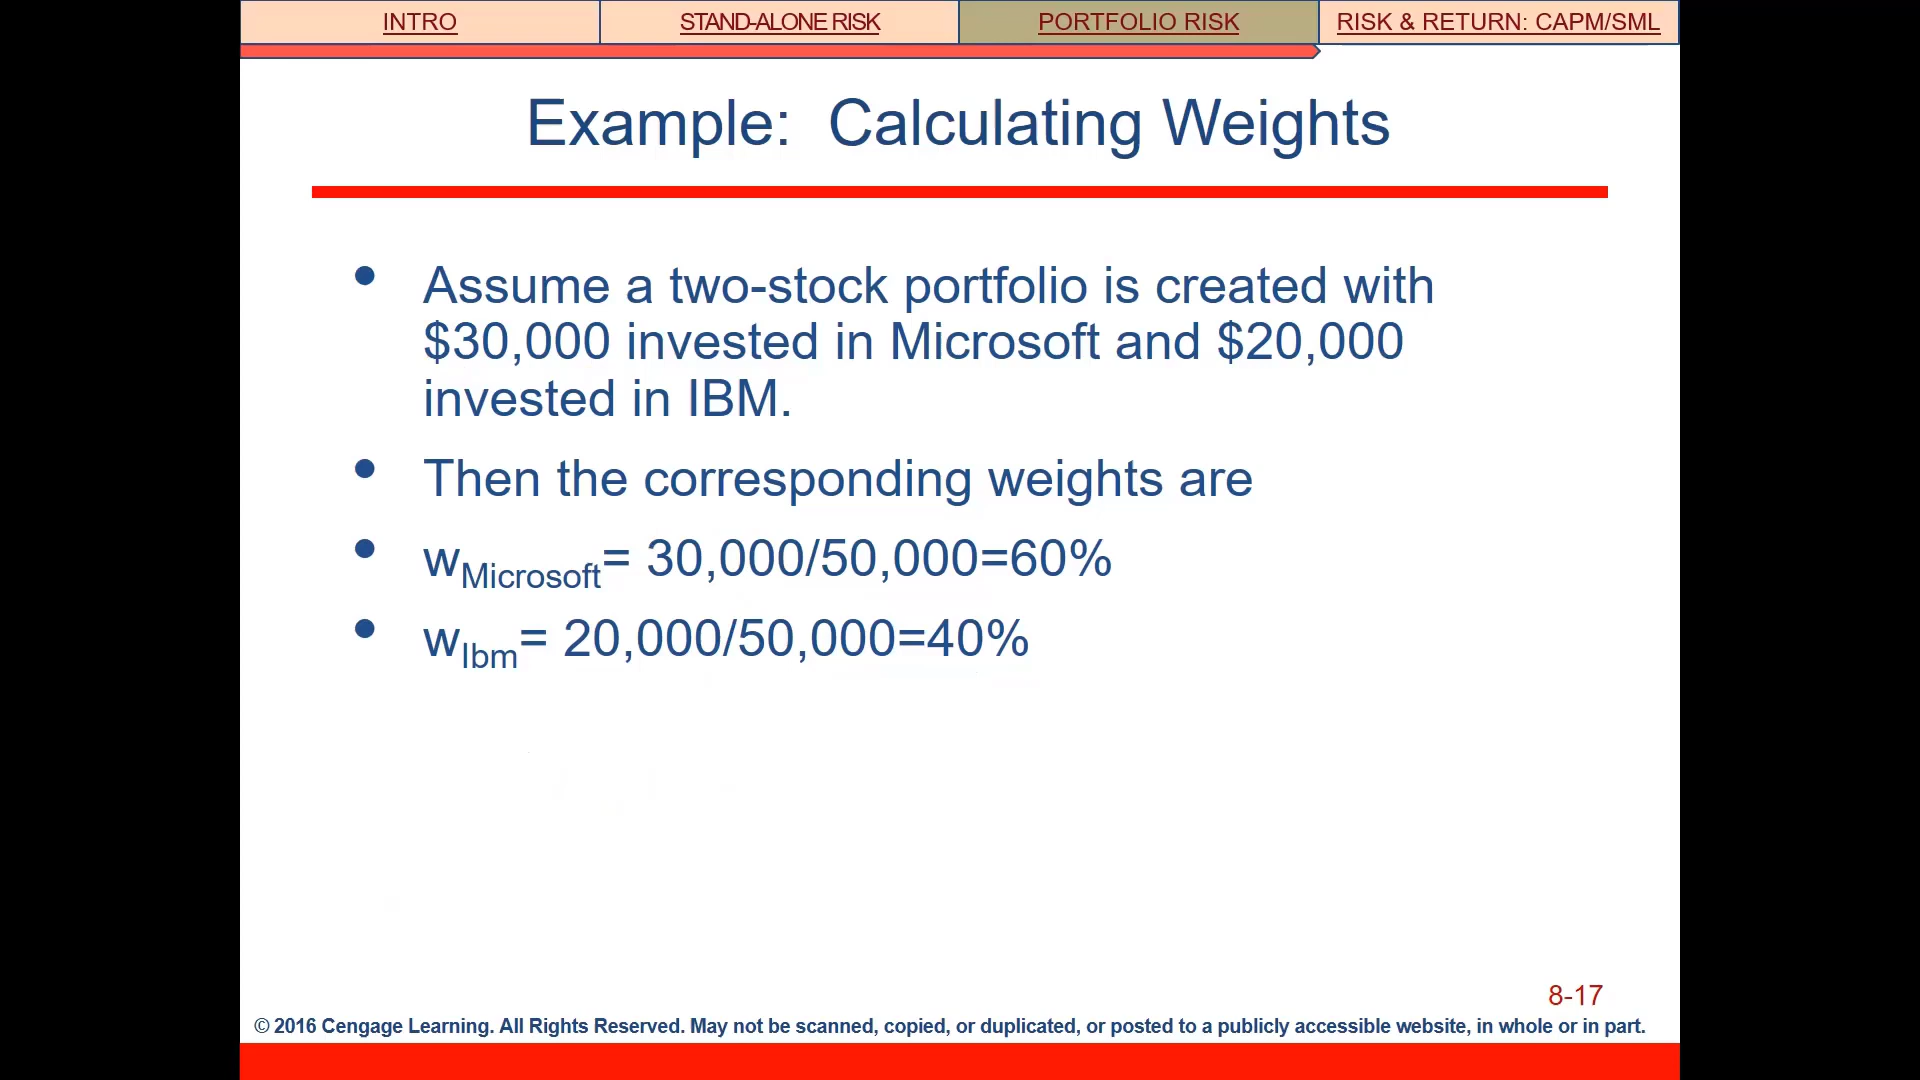 INTRO STAND-ALONE RISK PORTFOLIO RISK RISK & RETURN: CAPM/SML
Example: Calculating Weights
• Assume a two-stock portfolio is created with
$30,000 invested in Microsoft and $20,000
invested in IBM.
• Then the corresponding weights are
• wMicrosoft= 30,000/50,000=60%
• wIbm= 20,000/50,000=40%
8-17
© 2016 Cengage Learning. All Rights Reserved. May not be scanned, copied, or duplicated, or posted to a publicly accessible website, in whole or in part.